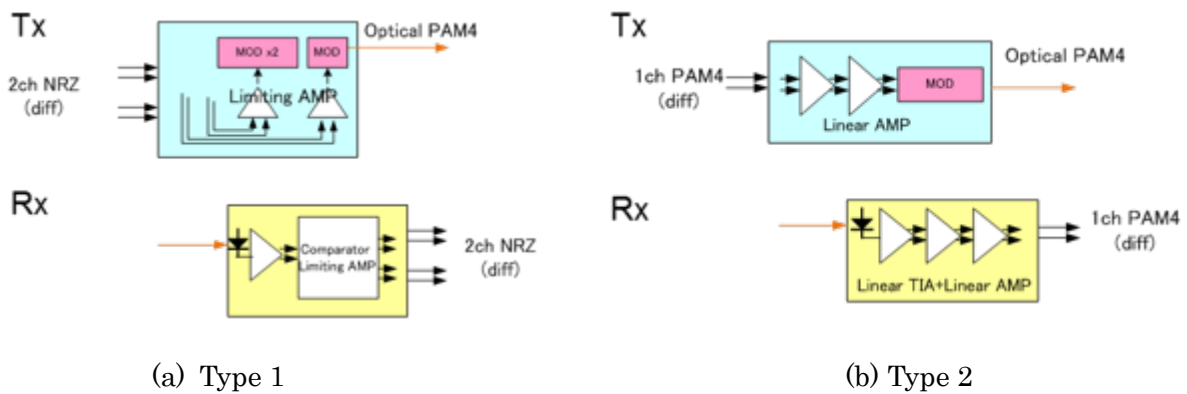 Tx
Optical PAM4
MOD x2
MOD
2ch NRZ
(diff)
Limiting AMP
Rx
Comparator
Limiting AMP
2ch NRZ
(diff)
(a) Type 1
Tx
Optical PAM4
1ch PAM4
(diff)
MOD
Linear AMP
Rx
1ch PAM4
(diff)
Linear TIA+Linear AMP
(b) Type 2